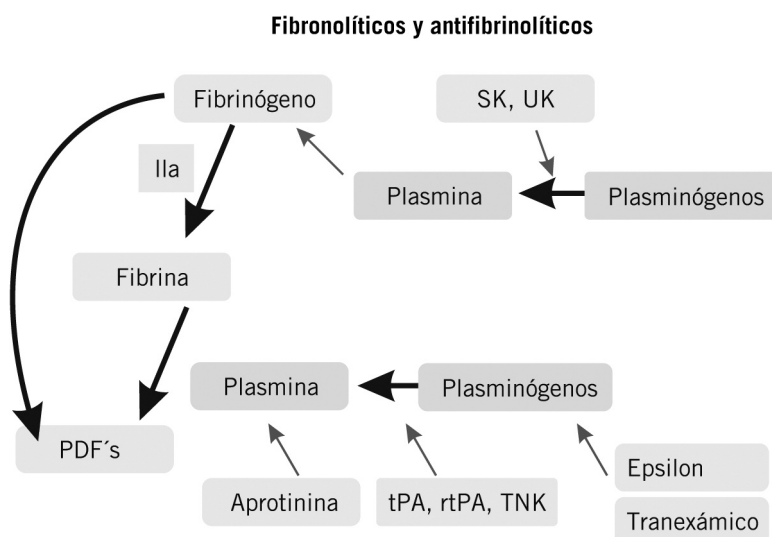 Fibronolíticos y antifibrinolíticos
Fibrinógeno
SK, UK
IIa
Plasmina
Plasminógenos
Fibrina
Plasmina
Plasminógenos
PDF´s
Aprotinina
tPA, rtPA, TNK
Epsilon
Tranexámico